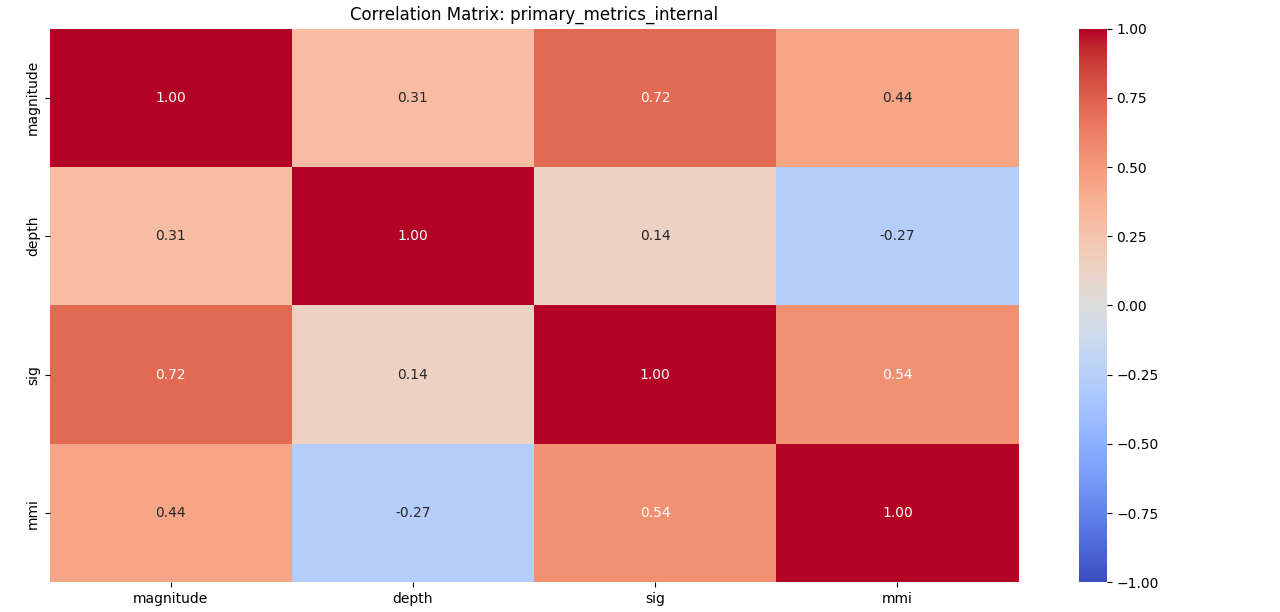 Correlation Matrix: primary_metrics_internal
magnitude 1.00 0.31 0.72 0.44
depth 0.31 1.00 0.14 -0.27
sig 0.72 0.14 1.00 0.54
mmi 0.44 -0.27 0.54 1.00
magnitude depth sig mmi
1.00
0.75
0.50
0.25
0.00
−0.25
−0.50
−0.75
−1.00